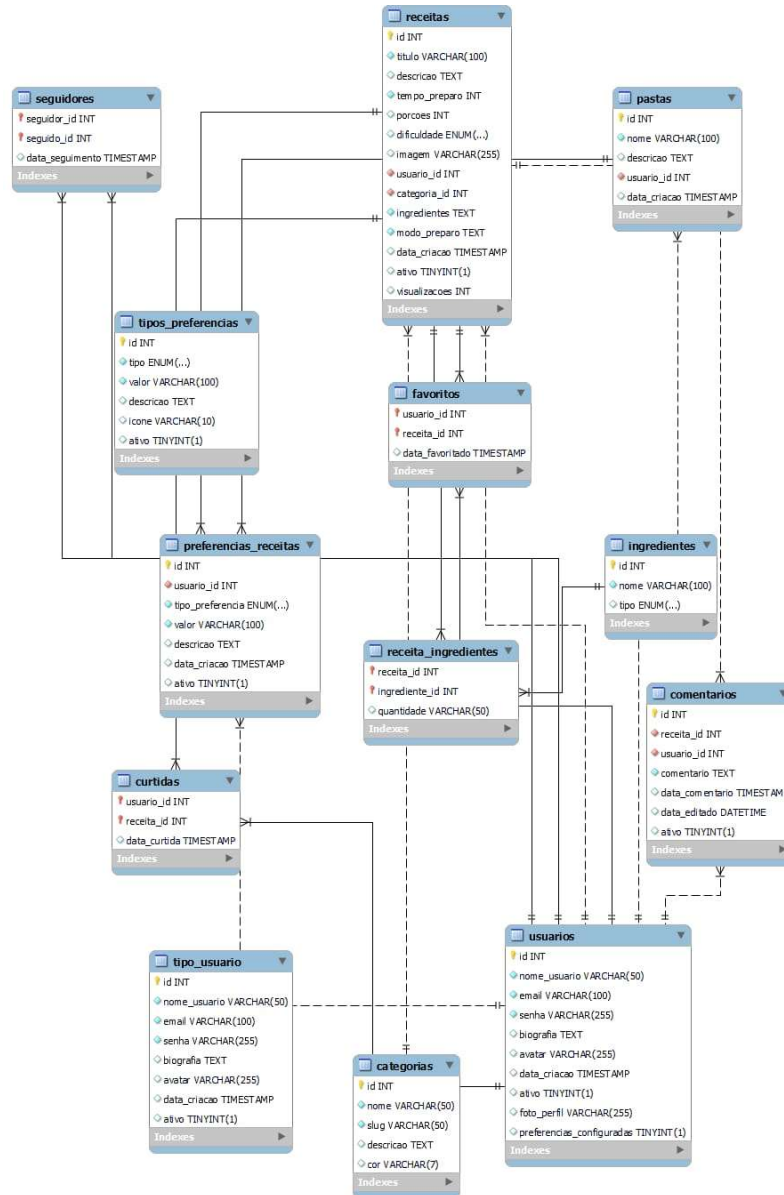 receitas
id INT
titulo VARCHAR(100)
descricao TEXT
tempo_preparo INT
porcoes INT
dificuldade ENUM(...)
imagem VARCHAR(255)
usuario_id INT
categoria_id INT
ingredientes TEXT
modo_preparo TEXT
data_criacao TIMESTAMP
ativo TINYINT(1)
visualizacoes INT
Indexes
seguidores
seguidor_id INT
seguido_id INT
data_seguimento TIMESTAMP
Indexes
pastas
id INT
nome VARCHAR(100)
descricao TEXT
usuario_id INT
data_criacao TIMESTAMP
Indexes
tipos_preferencias
id INT
tipo ENUM(...)
valor VARCHAR(100)
descricao TEXT
icone VARCHAR(10)
ativo TINYINT(1)
Indexes
favoritos
usuario_id INT
receita_id INT
data_favoritado TIMESTAMP
Indexes
preferencias_receitas
id INT
usuario_id INT
tipo_preferencia ENUM(...)
valor VARCHAR(100)
descricao TEXT
data_criacao TIMESTAMP
ativo TINYINT(1)
Indexes
ingredientes
id INT
nome VARCHAR(100)
tipo ENUM(...)
Indexes
receita_ingredientes
receita_id INT
ingrediente_id INT
quantidade VARCHAR(50)
Indexes
comentarios
id INT
receita_id INT
usuario_id INT
comentario TEXT
data_comentario TIMESTAM
data_editado DATETIME
ativo TINYINT(1)
Indexes
curtidas
usuario_id INT
receita_id INT
data_curtida TIMESTAMP
Indexes
tipo_usuario
id INT
nome_usuario VARCHAR(50)
email VARCHAR(100)
senha VARCHAR(255)
biografia TEXT
avatar VARCHAR(255)
data_criacao TIMESTAMP
ativo TINYINT(1)
Indexes
usuarios
id INT
nome_usuario VARCHAR(50)
email VARCHAR(100)
senha VARCHAR(255)
biografia TEXT
avatar VARCHAR(255)
data_criacao TIMESTAMP
ativo TINYINT(1)
foto_perfil VARCHAR(255)
preferencias_configuradas TINYINT(1)
Indexes
categorias
id INT
nome VARCHAR(50)
slug VARCHAR(50)
descricao TEXT
cor VARCHAR(7)
Indexes